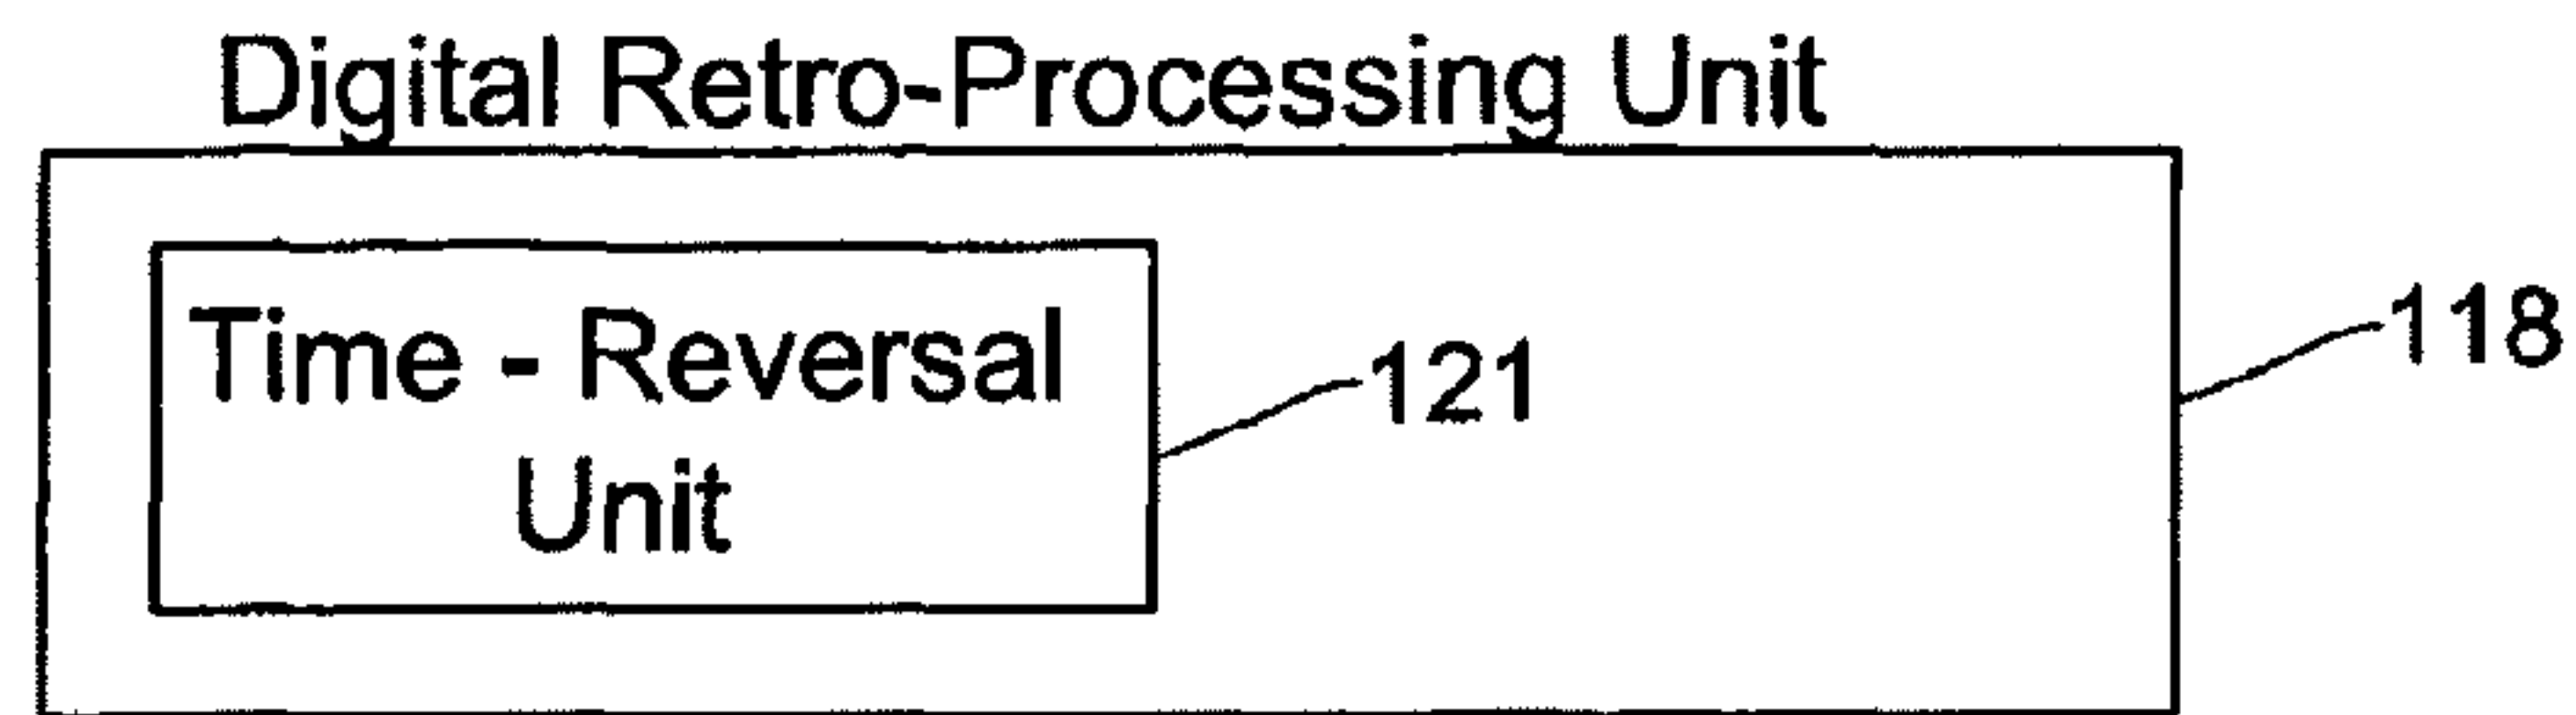 Digital Retro-Processing Unit
Time - Reversal
Unit
121
118